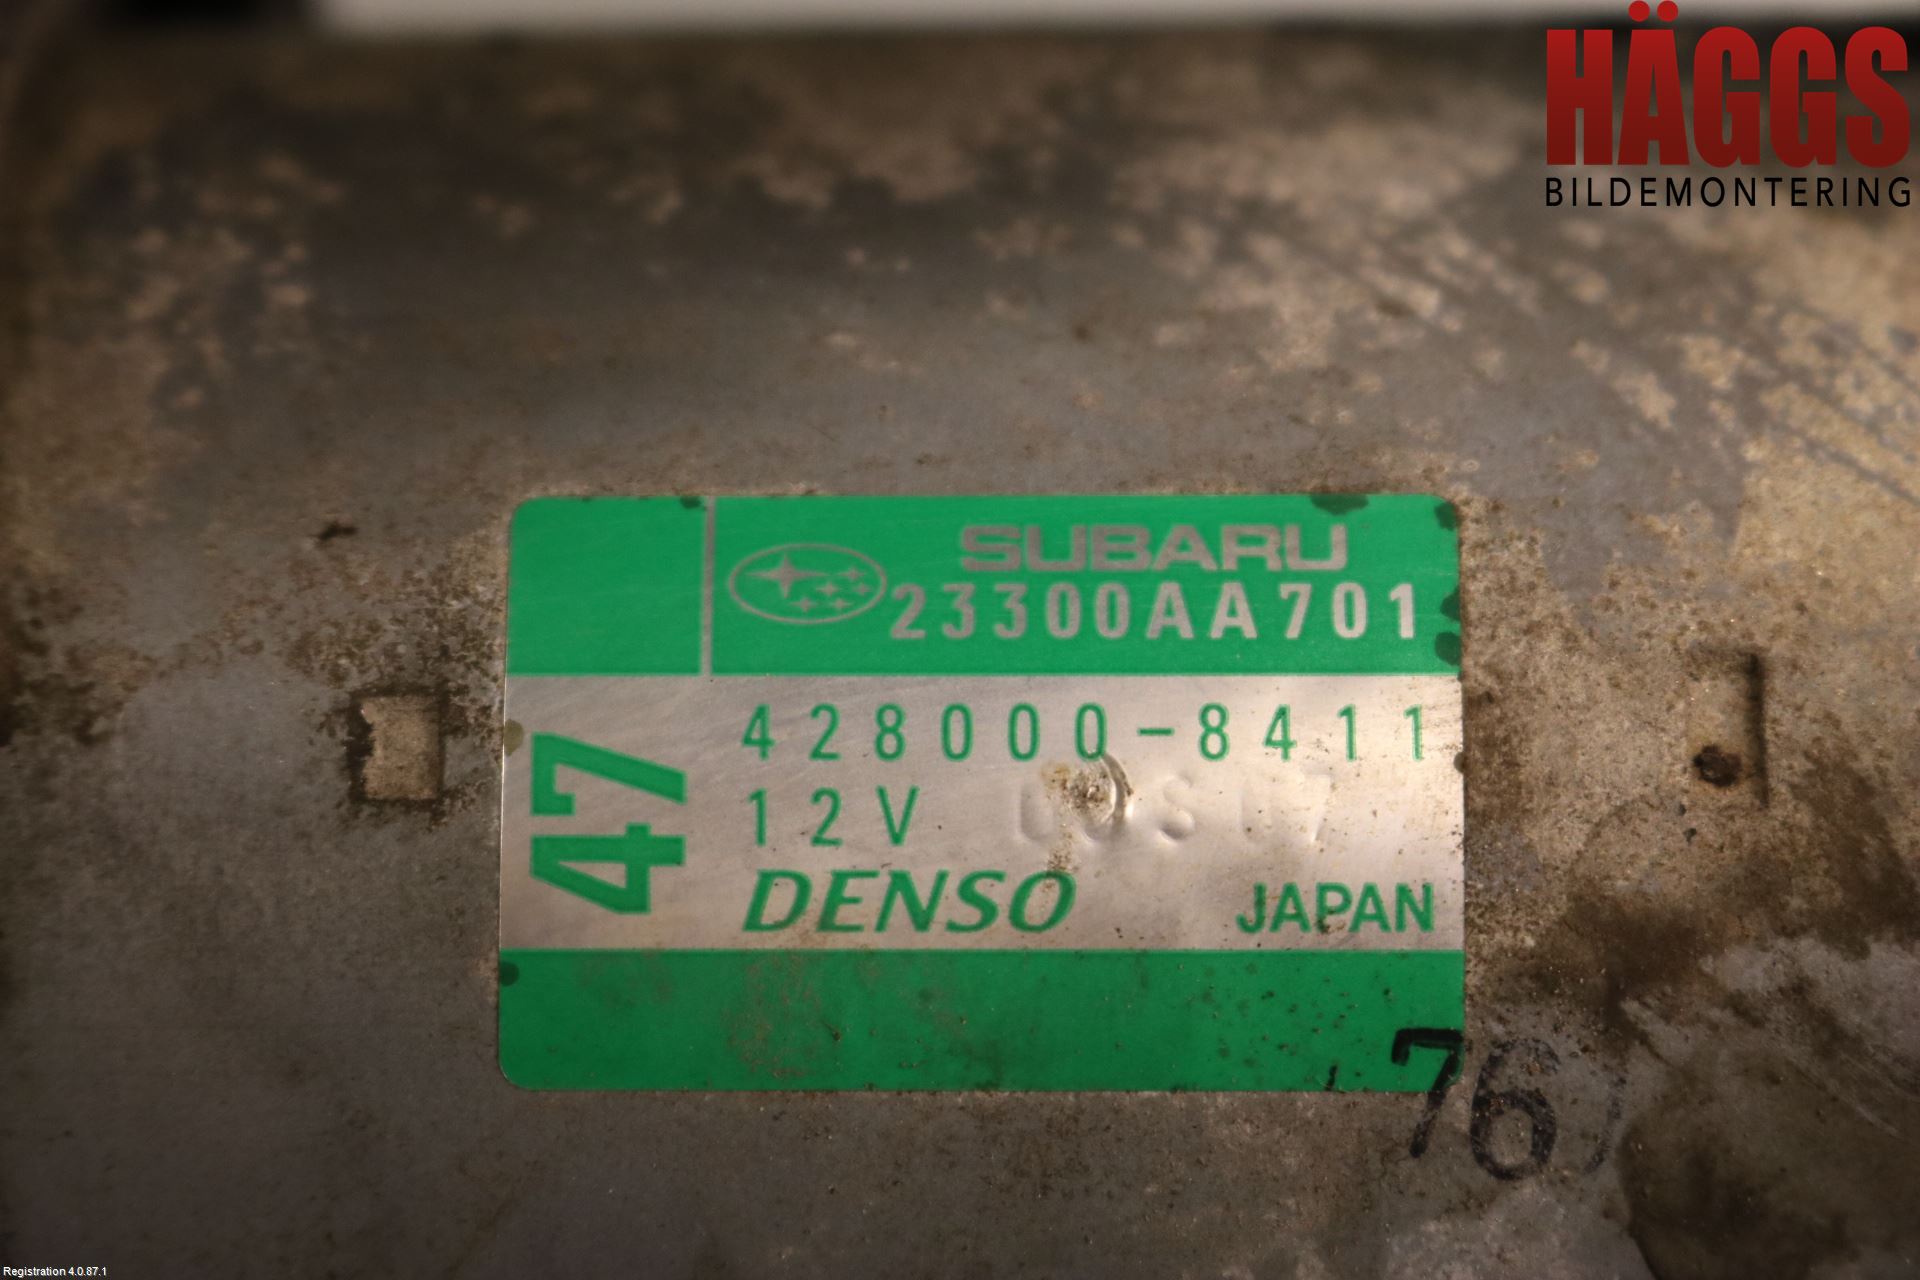 HÄGGS
BILDEMONTERING
SUBARU
23300AA701
47
428000-8411
12V
DENSO JAPAN
76
Registration 4.0.87.1